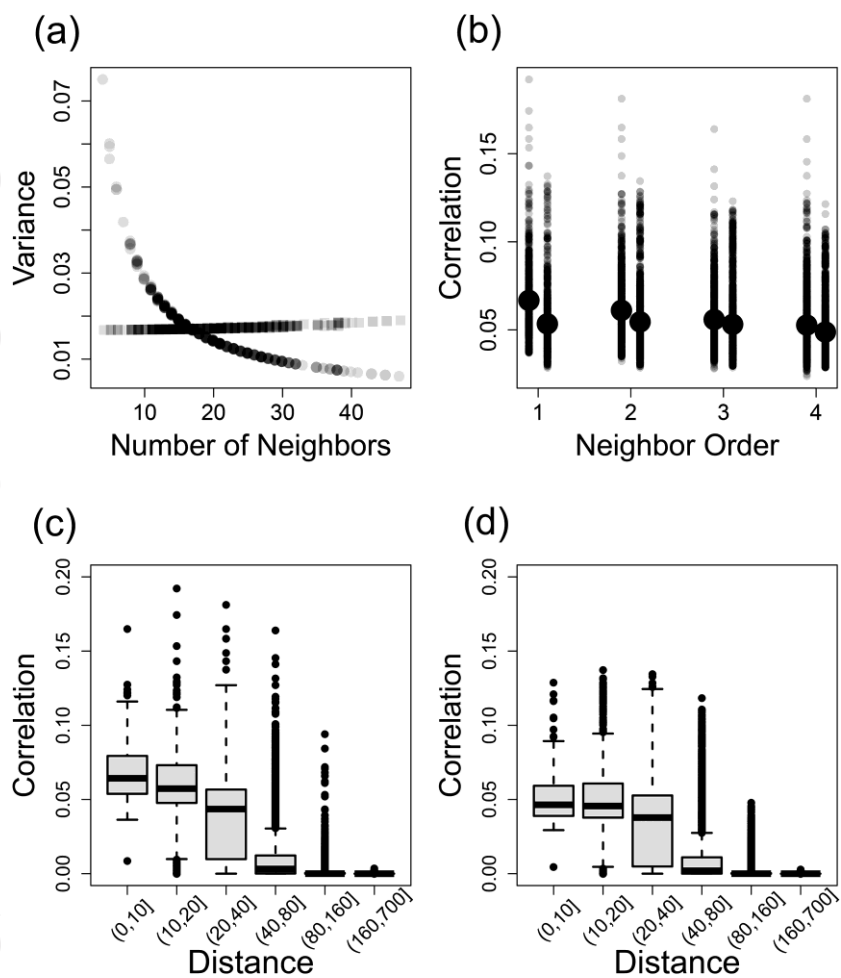 (a)
Variance
0.07
0.05
0.03
0.01
10 20 30 40
Number of Neighbors
(b)
Correlation
0.15
0.10
0.05
1 2 3 4
Neighbor Order
(c)
Correlation
0.20
0.15
0.10
0.05
0.00
(0,10] (10,20] (20,40] (40,80] (80,160] (160,700]
Distance
(d)
Correlation
0.20
0.15
0.10
0.05
0.00
(0,10] (10,20] (20,40] (40,80] (80,160] (160,700]
Distance